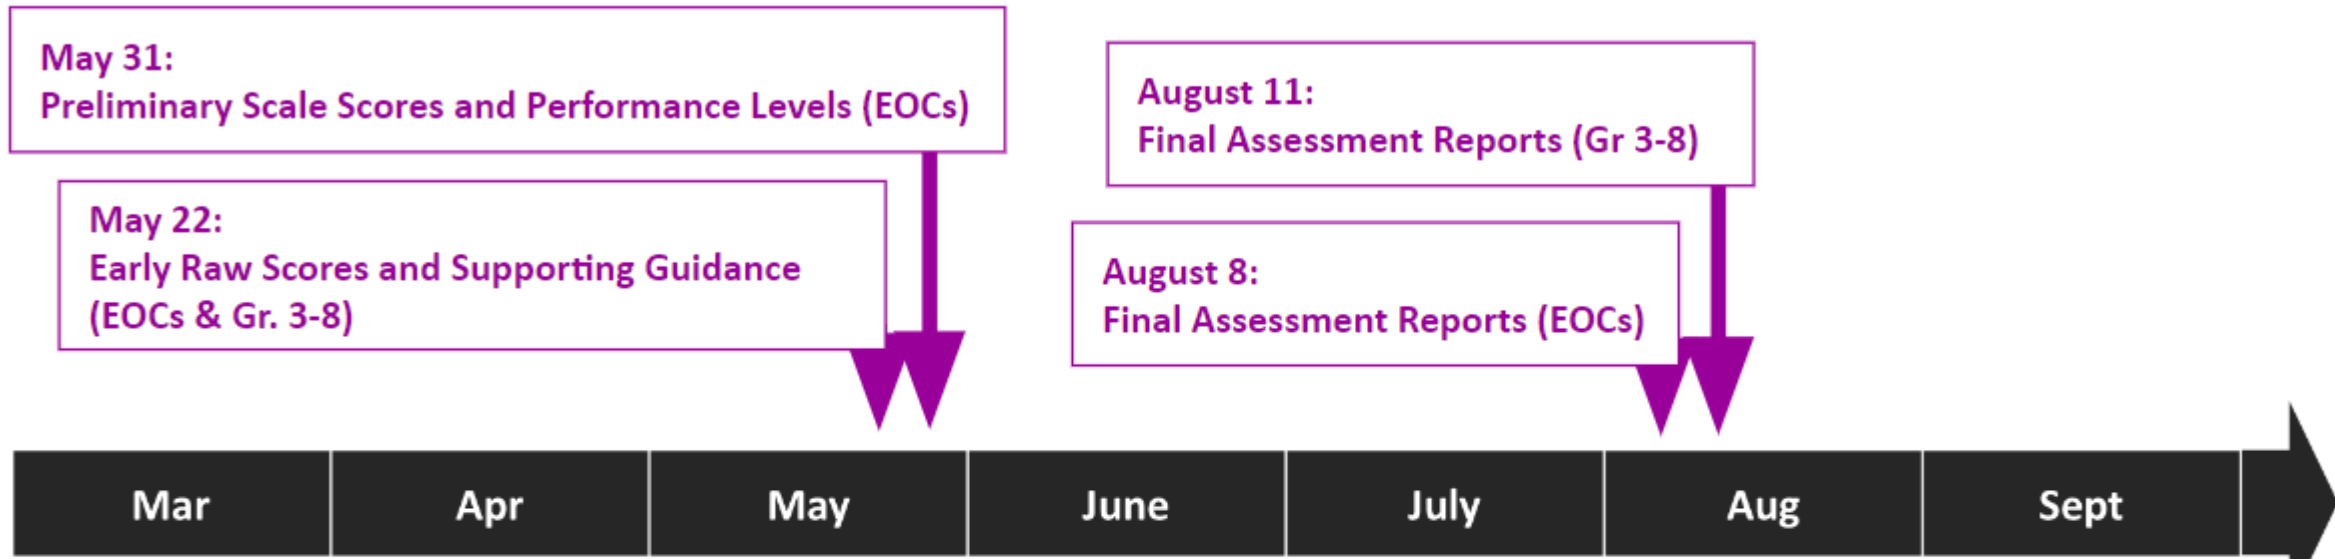 May 31:
Preliminary Scale Scores and Performance Levels (EOCs)
May 22:
Early Raw Scores and Supporting Guidance
(EOCs & Gr. 3-8)
August 11:
Final Assessment Reports (Gr 3-8)
August 8:
Final Assessment Reports (EOCs)
Mar Apr May June July Aug Sept